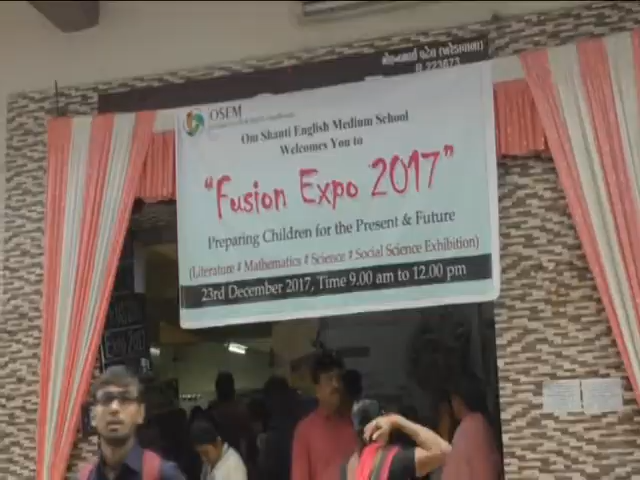 OSEM
Om Shanti English Medium School
Welcomes You to
"Fusion Expo 2017"
Preparing Children for the Present & Future
(Literature # Mathematics # Science # Social Science Exhibition)
23rd December 2017, Time 9.00 am to 12.00 pm